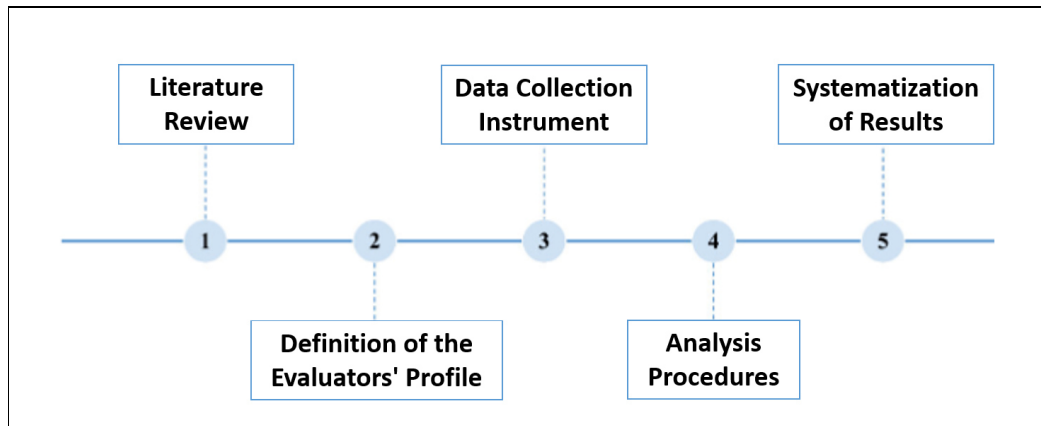 Literature
Review
Data Collection
Instrument
Systematization
of Results
1
2
3
4
5
Definition of the
Evaluators' Profile
Analysis
Procedures